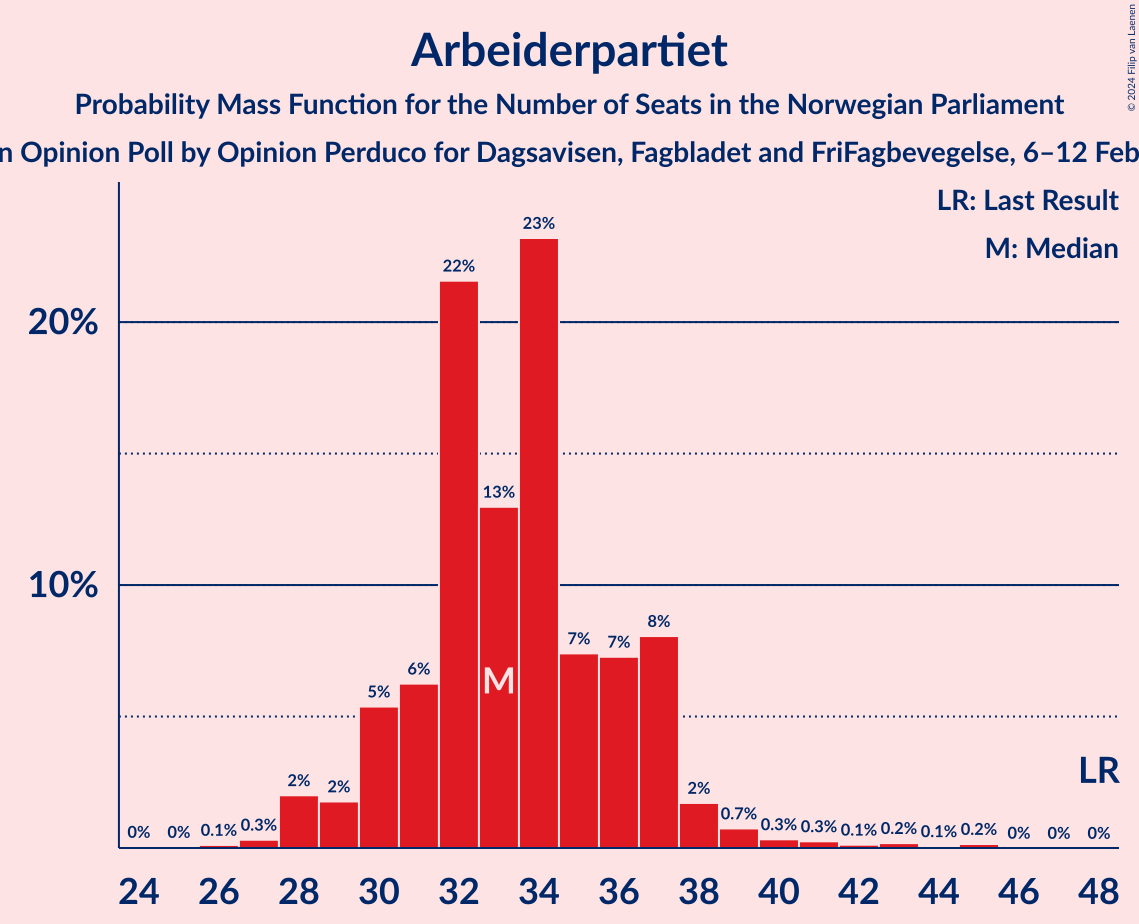 Arbeiderpartiet
Probability Mass Function for the Number of Seats in the Norwegian Parliament
n Opinion Poll by Opinion Perduco for Dagsavisen, Fagbladet and FriFagbevegelse, 6–12 Feb
© 2024 Filip van Laenen
LR: Last Result
M: Median
20%
10%
0% 0% 0.1% 0.3% 2% 2% 5% 6% 22% 13% 23% 7% 7% 8% 2% 0.7% 0.3% 0.3% 0.1% 0.2% 0.1% 0.2% 0% 0% 0%
M
LR
24 26 28 30 32 34 36 38 40 42 44 46 48